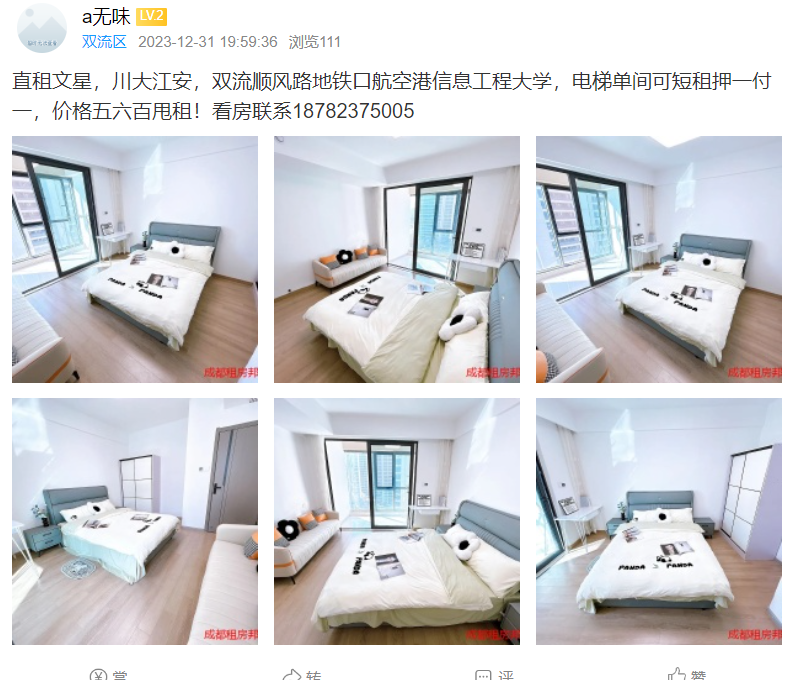 a无味 LV.2
双流区 2023-12-31 19:59:36 浏览111
直租文星，川大江安，双流顺风路地铁口航空港信息工程大学，电梯单间可短租押一付
一，价格五六百甩租！看房联系18782375005
PANDA PANDA
成都租房邦
成都租房邦
PANDA PANDA
成都租房邦
成都租房邦
成都租房邦
PANDA PANDA
成都租房邦
赏 转 评 赞